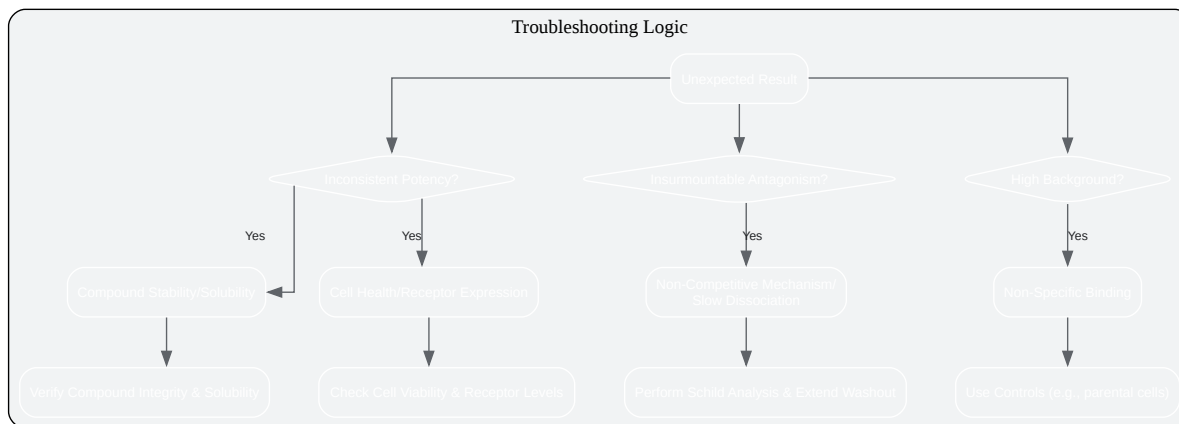 Troubleshooting Logic
Unexpected Result
Inconsistent Potency?
Insurmountable Antagonism?
High Background?
Yes
Yes
Yes
Yes
Compound Stability/Solubility
Cell Health/Receptor Expression
Non-Competitive Mechanism/
Slow Dissociation
Non-Specific Binding
Verify Compound Integrity & Solubility
Check Cell Viability & Receptor Levels
Perform Schild Analysis & Extend Washout
Use Controls (e.g., parental cells)